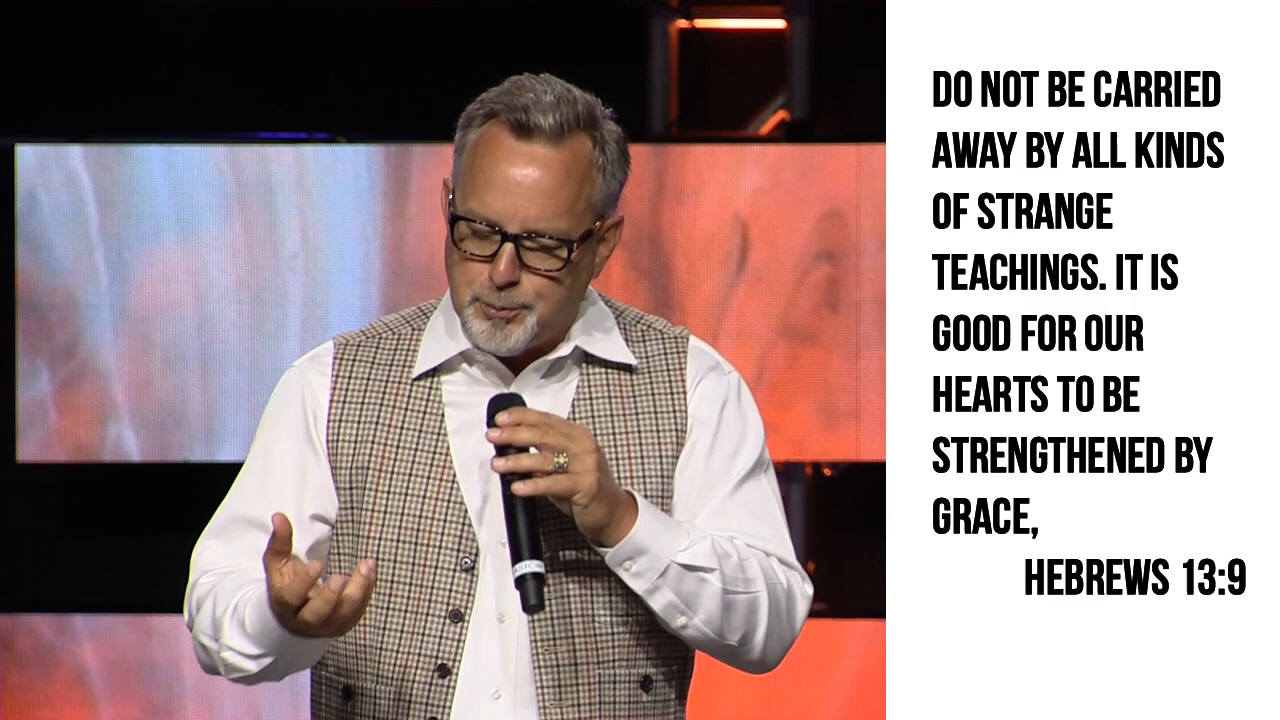 DO NOT BE CARRIED
AWAY BY ALL KINDS
OF STRANGE
TEACHINGS. IT IS
GOOD FOR OUR
HEARTS TO BE
STRENGTHENED BY
GRACE,
HEBREWS 13:9